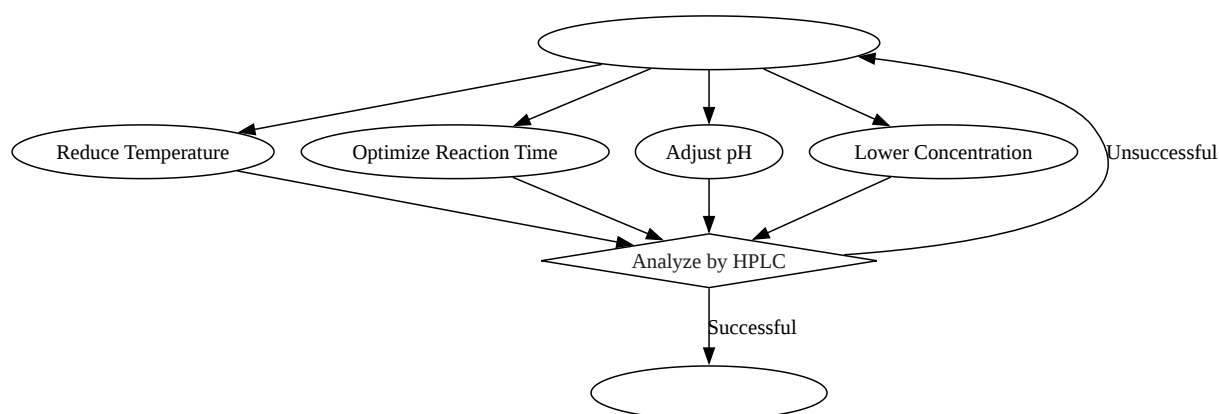 Reduce Temperature
Optimize Reaction Time
Adjust pH
Lower Concentration
Unsuccessful
Analyze by HPLC
Successful